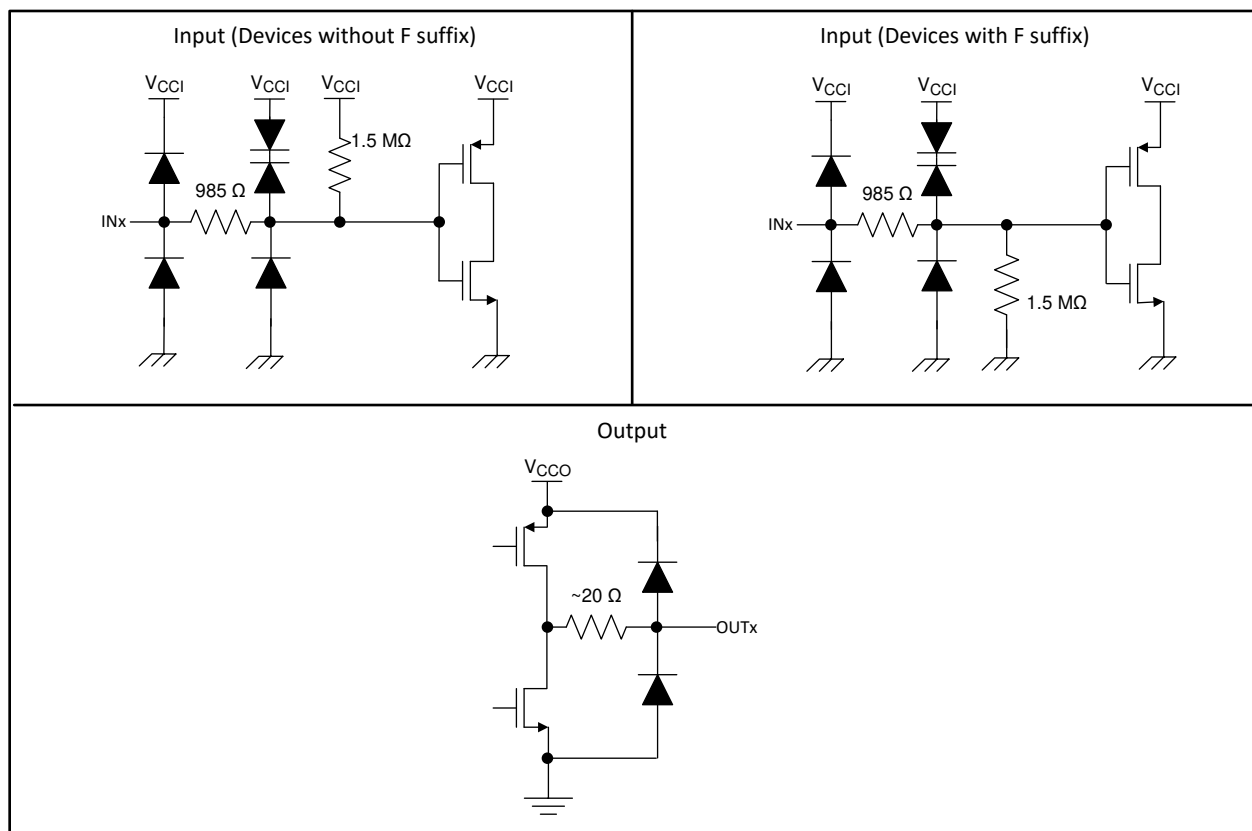 Input (Devices without F suffix)
VCCI VCCI VCCI VCCI
1.5 MΩ
985 Ω
INx
Input (Devices with F suffix)
VCCI VCCI VCCI
985 Ω
INx
1.5 MΩ
Output
VCCO
~20 Ω
OUTx